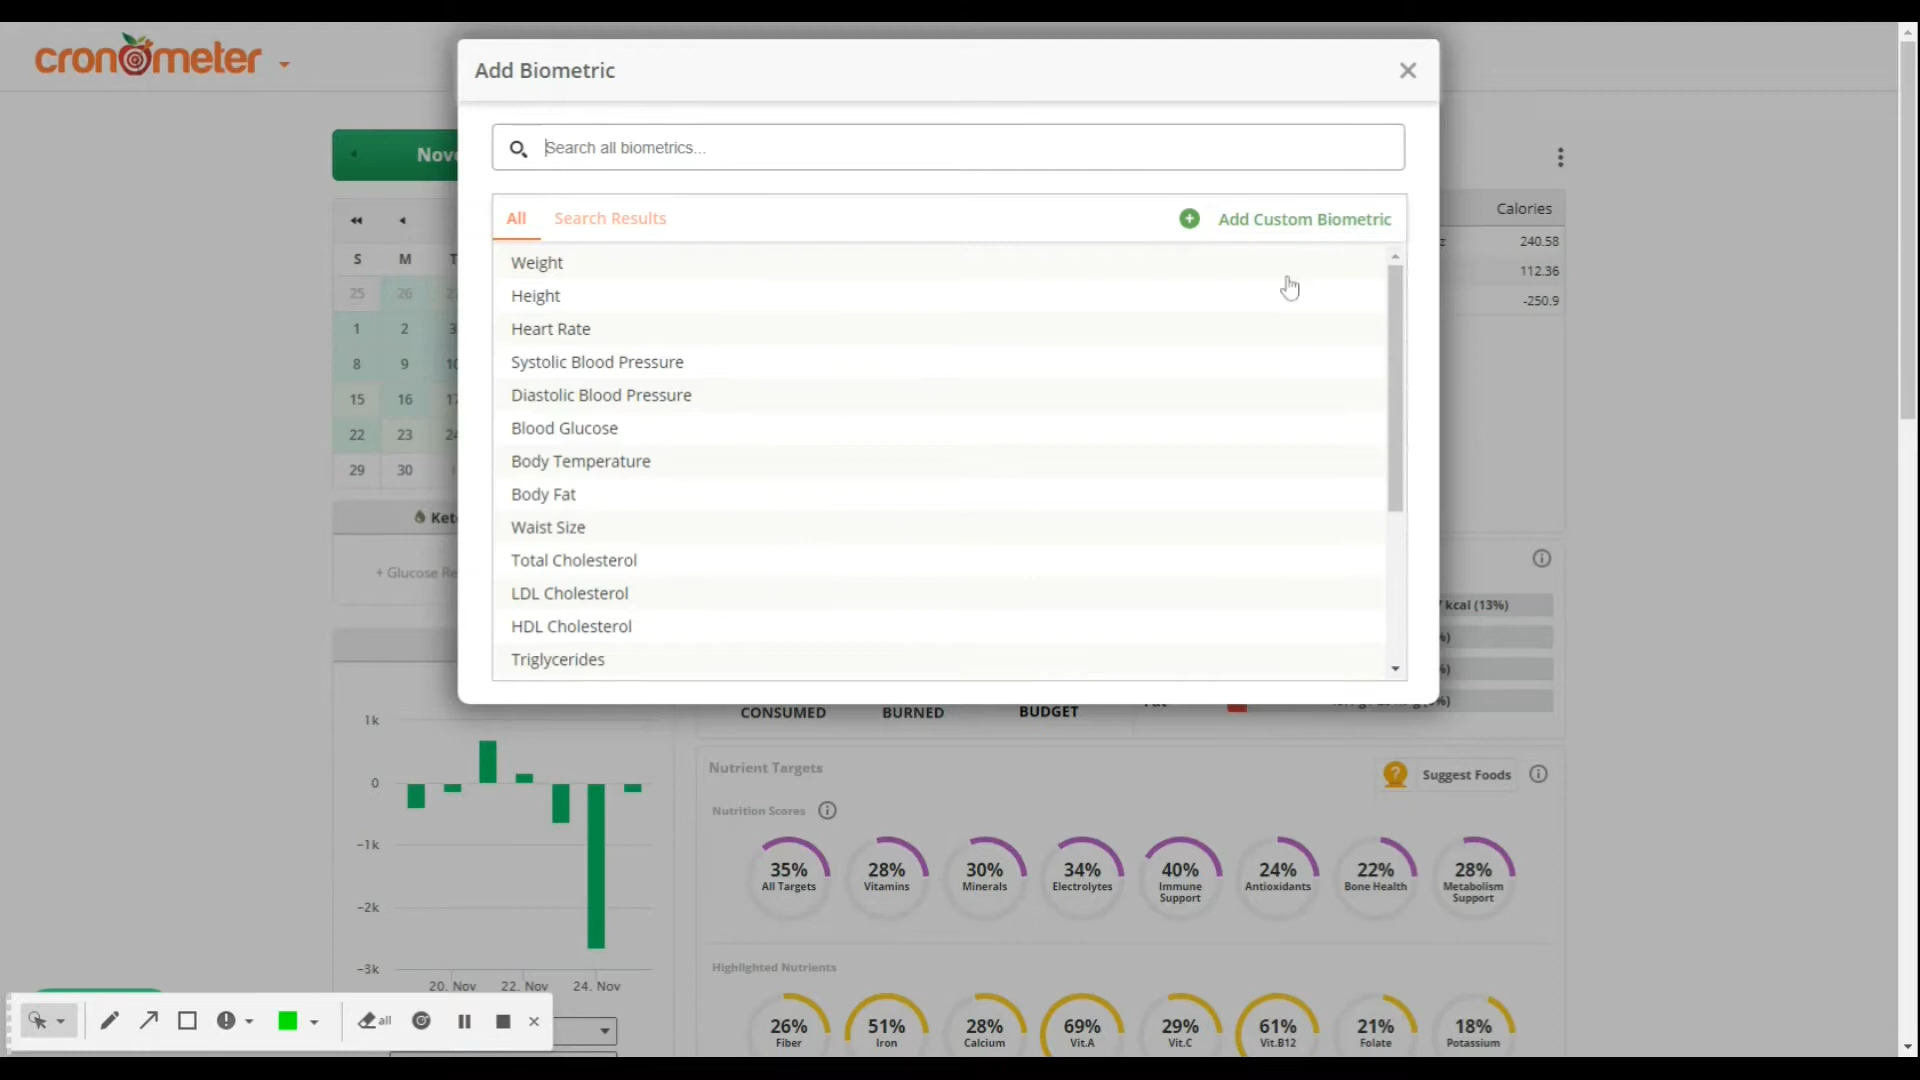 cronometer
Add Biometric
Search all biometrics...
All Search Results Add Custom Biometric
Weight
Height
Heart Rate
Systolic Blood Pressure
Diastolic Blood Pressure
Blood Glucose
Body Temperature
Body Fat
Waist Size
Total Cholesterol
LDL Cholesterol
HDL Cholesterol
Triglycerides
S M
25 26
1 2
8 9
15 16
22 23
29 30
+ Glucose
1k
0
−1k
−2k
−3k
20. Nov 22. Nov 24. Nov
Calories
240.58
112.36
-250.9
kcal (13%)
CONSUMED BURNED BUDGET
Nutrient Targets
Suggest Foods
Nutrition Scores
35% All Targets
28% Vitamins
30% Minerals
34% Electrolytes
40% Immune Support
24% Antioxidants
22% Bone Health
28% Metabolism Support
Highlighted Nutrients
26% Fiber
51% Iron
28% Calcium
69% Vit.A
29% Vit.C
61% Vit.B12
21% Folate
18% Potassium
all